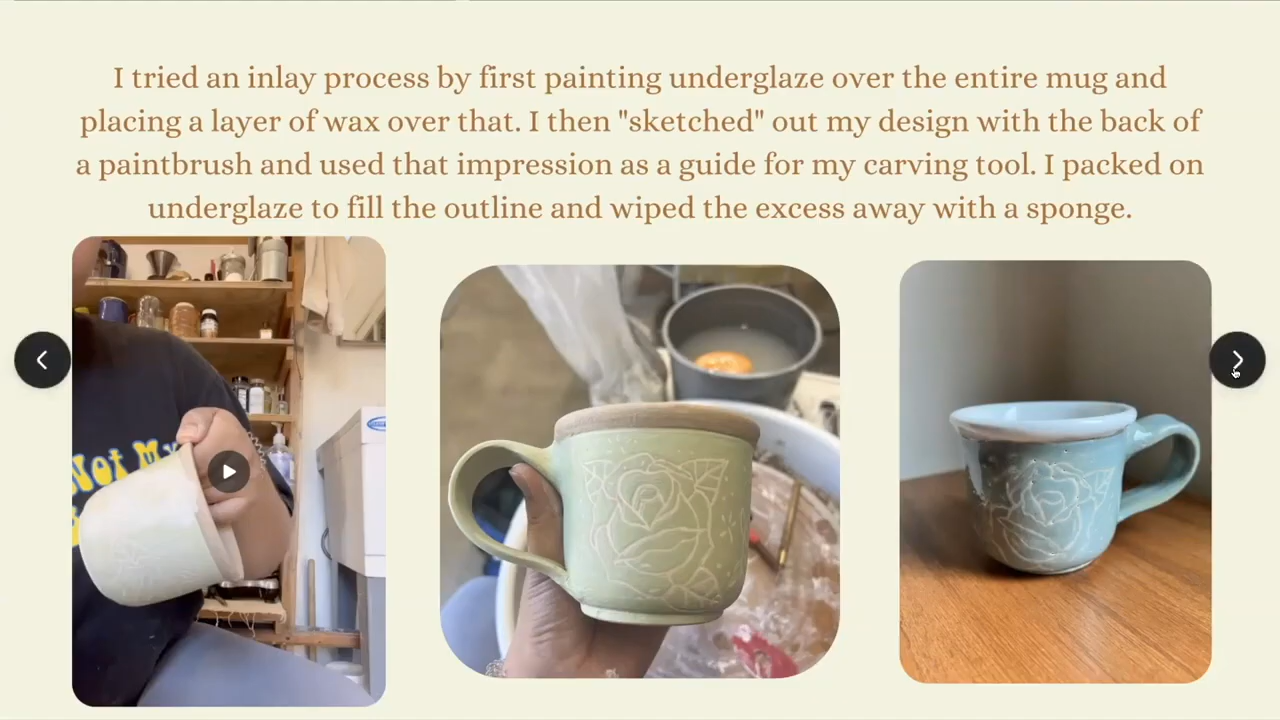 I tried an inlay process by first painting underglaze over the entire mug and
placing a layer of wax over that. I then "sketched" out my design with the back of
a paintbrush and used that impression as a guide for my carving tool. I packed on
underglaze to fill the outline and wiped the excess away with a sponge.
Not My